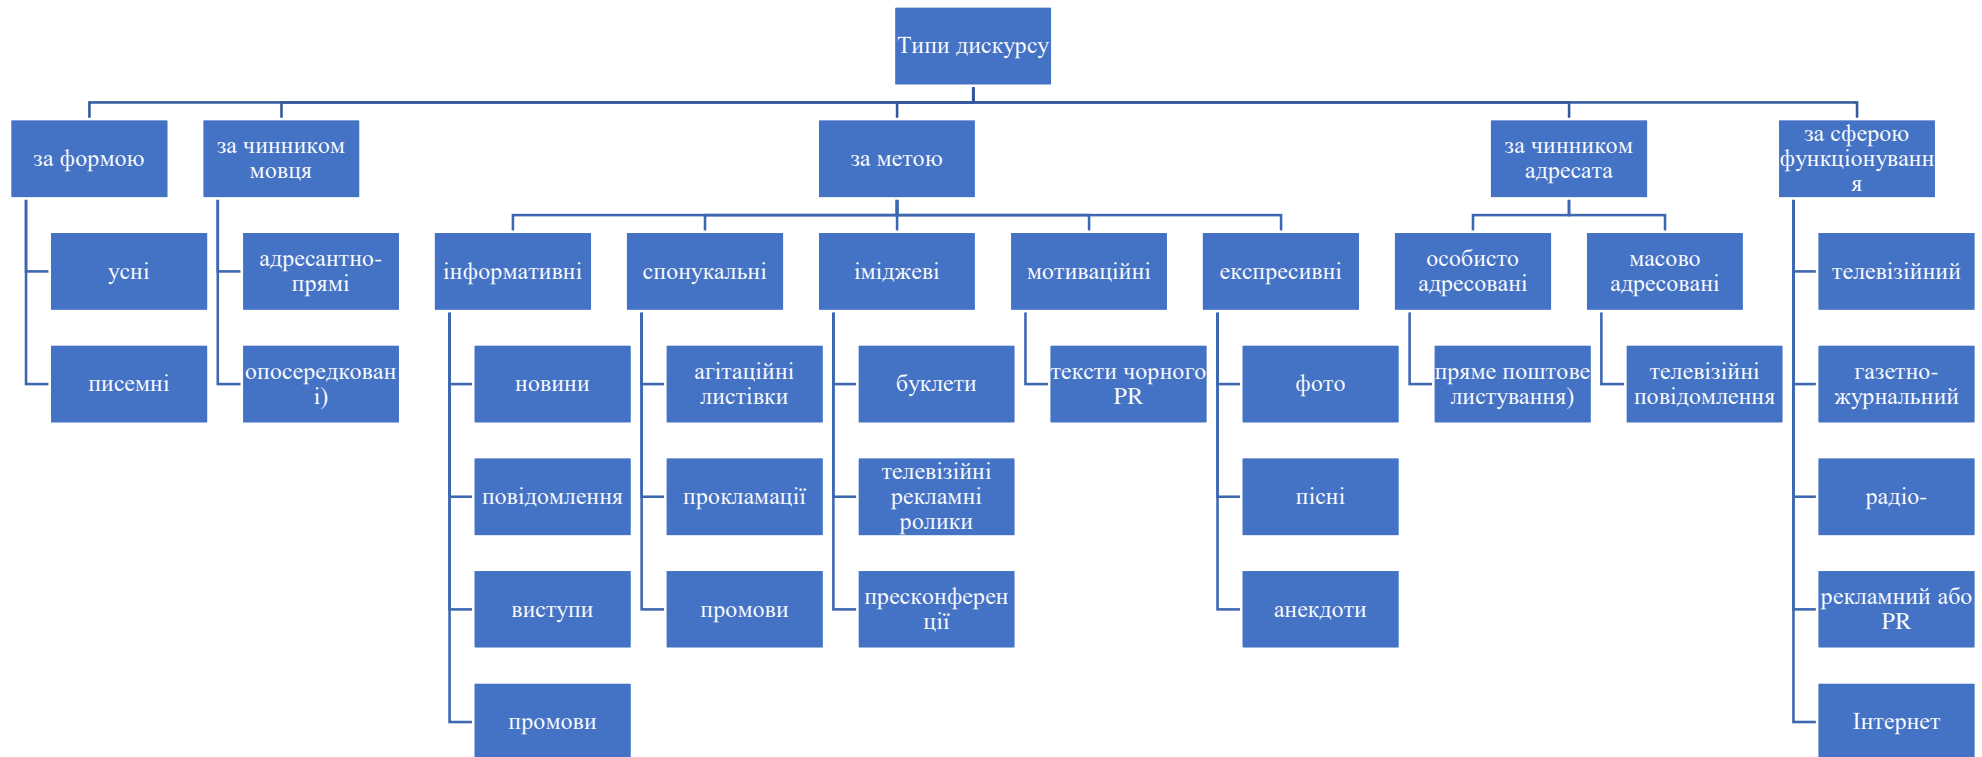 Типи дискурсу
за формою
усні
писемні
за чинником
мовця
адресантно-
прямі
опосередкован
і)
за метою
інформативні
новини
повідомлення
виступи
промови
спонукальні
агітаційні
листівки
прокламації
промови
іміджеві
буклети
телевізійні
рекламні
ролики
пресконферен
ції
мотиваційні
тексти чорного
PR
експресивні
фото
пісні
анекдоти
за чинником
адресата
особисто
адресовані
пряме поштове
листування)
масово
адресовані
телевізійні
повідомлення
за сферою
функціонуванн
я
телевізійний
газетно-
журнальний
радіо-
рекламний або
PR
Інтернет